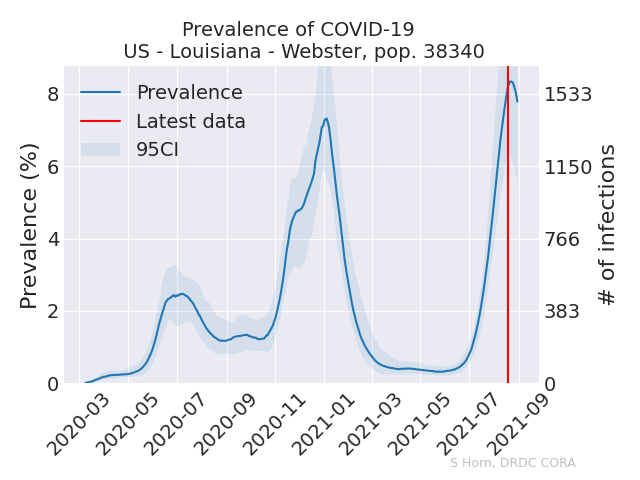 Prevalence of COVID-19
US - Louisiana - Webster, pop. 38340
Prevalence
Latest data
95CI
Prevalence (%)
8
6
4
2
0
# of infections
1533
1150
766
383
0
2020-03
2020-05
2020-07
2020-09
2020-11
2021-01
2021-03
2021-05
2021-07
2021-09
S Horn, DRDC CORA